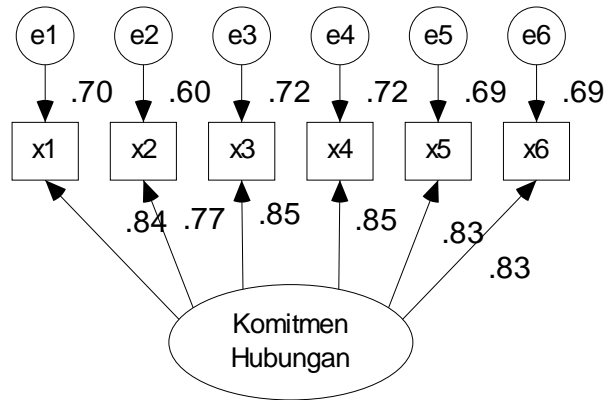 e1 e2 e3 e4 e5 e6
.70 .60 .72 .72 .69 .69
x1 x2 x3 x4 x5 x6
.84 .77 .85 .85 .83
.83
Komitmen
Hubungan